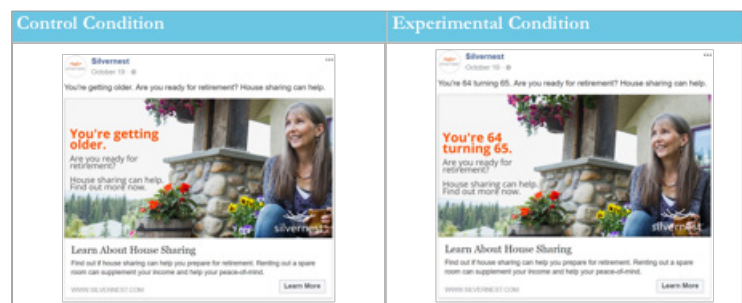 Control Condition
Experimental Condition
Silvernest
October 19
You're getting older. Are you ready for retirement? House sharing can help.
You're getting
older.
Are you ready for
retirement?
House sharing can help.
Find out more now.
silvernest
Learn About House Sharing
Find out if house sharing can help you prepare for retirement. Renting out a spare
room can supplement your income and help your peace-of-mind.
WWW.SILVERNEST.COM
Learn More
Silvernest
October 19
You're 64 turning 65. Are you ready for retirement? House sharing can help.
You're 64
turning 65.
Are you ready for
retirement?
House sharing can help.
Find out more now.
silvernest
Learn About House Sharing
Find out if house sharing can help you prepare for retirement. Renting out a spare
room can supplement your income and help your peace-of-mind.
WWW.SILVERNEST.COM
Learn More